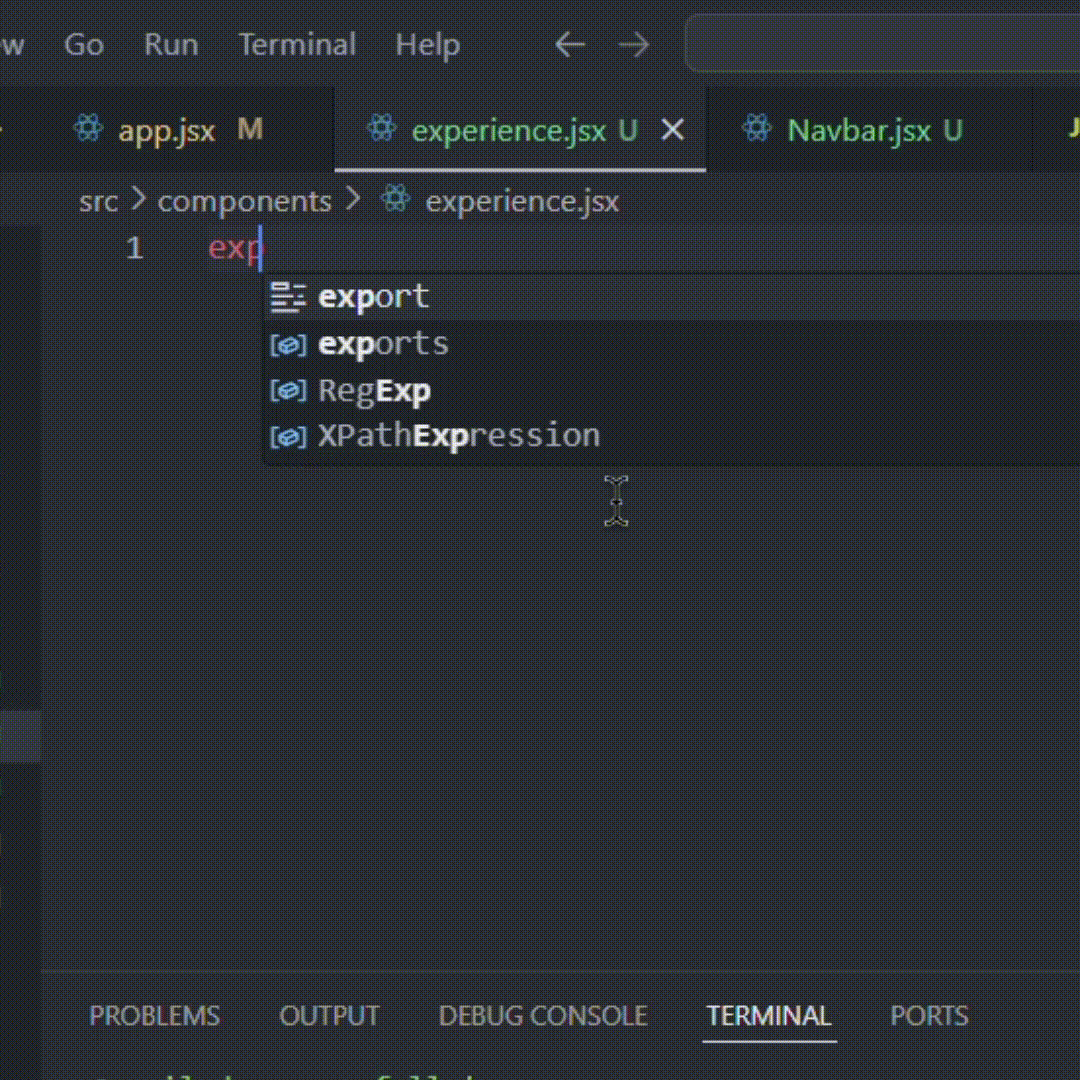 Go Run Terminal Help
app.jsx M experience.jsx U Navbar.jsx U
src > components > experience.jsx
1 exp
export
exports
RegExp
XPathExpression
PROBLEMS OUTPUT DEBUG CONSOLE TERMINAL PORTS